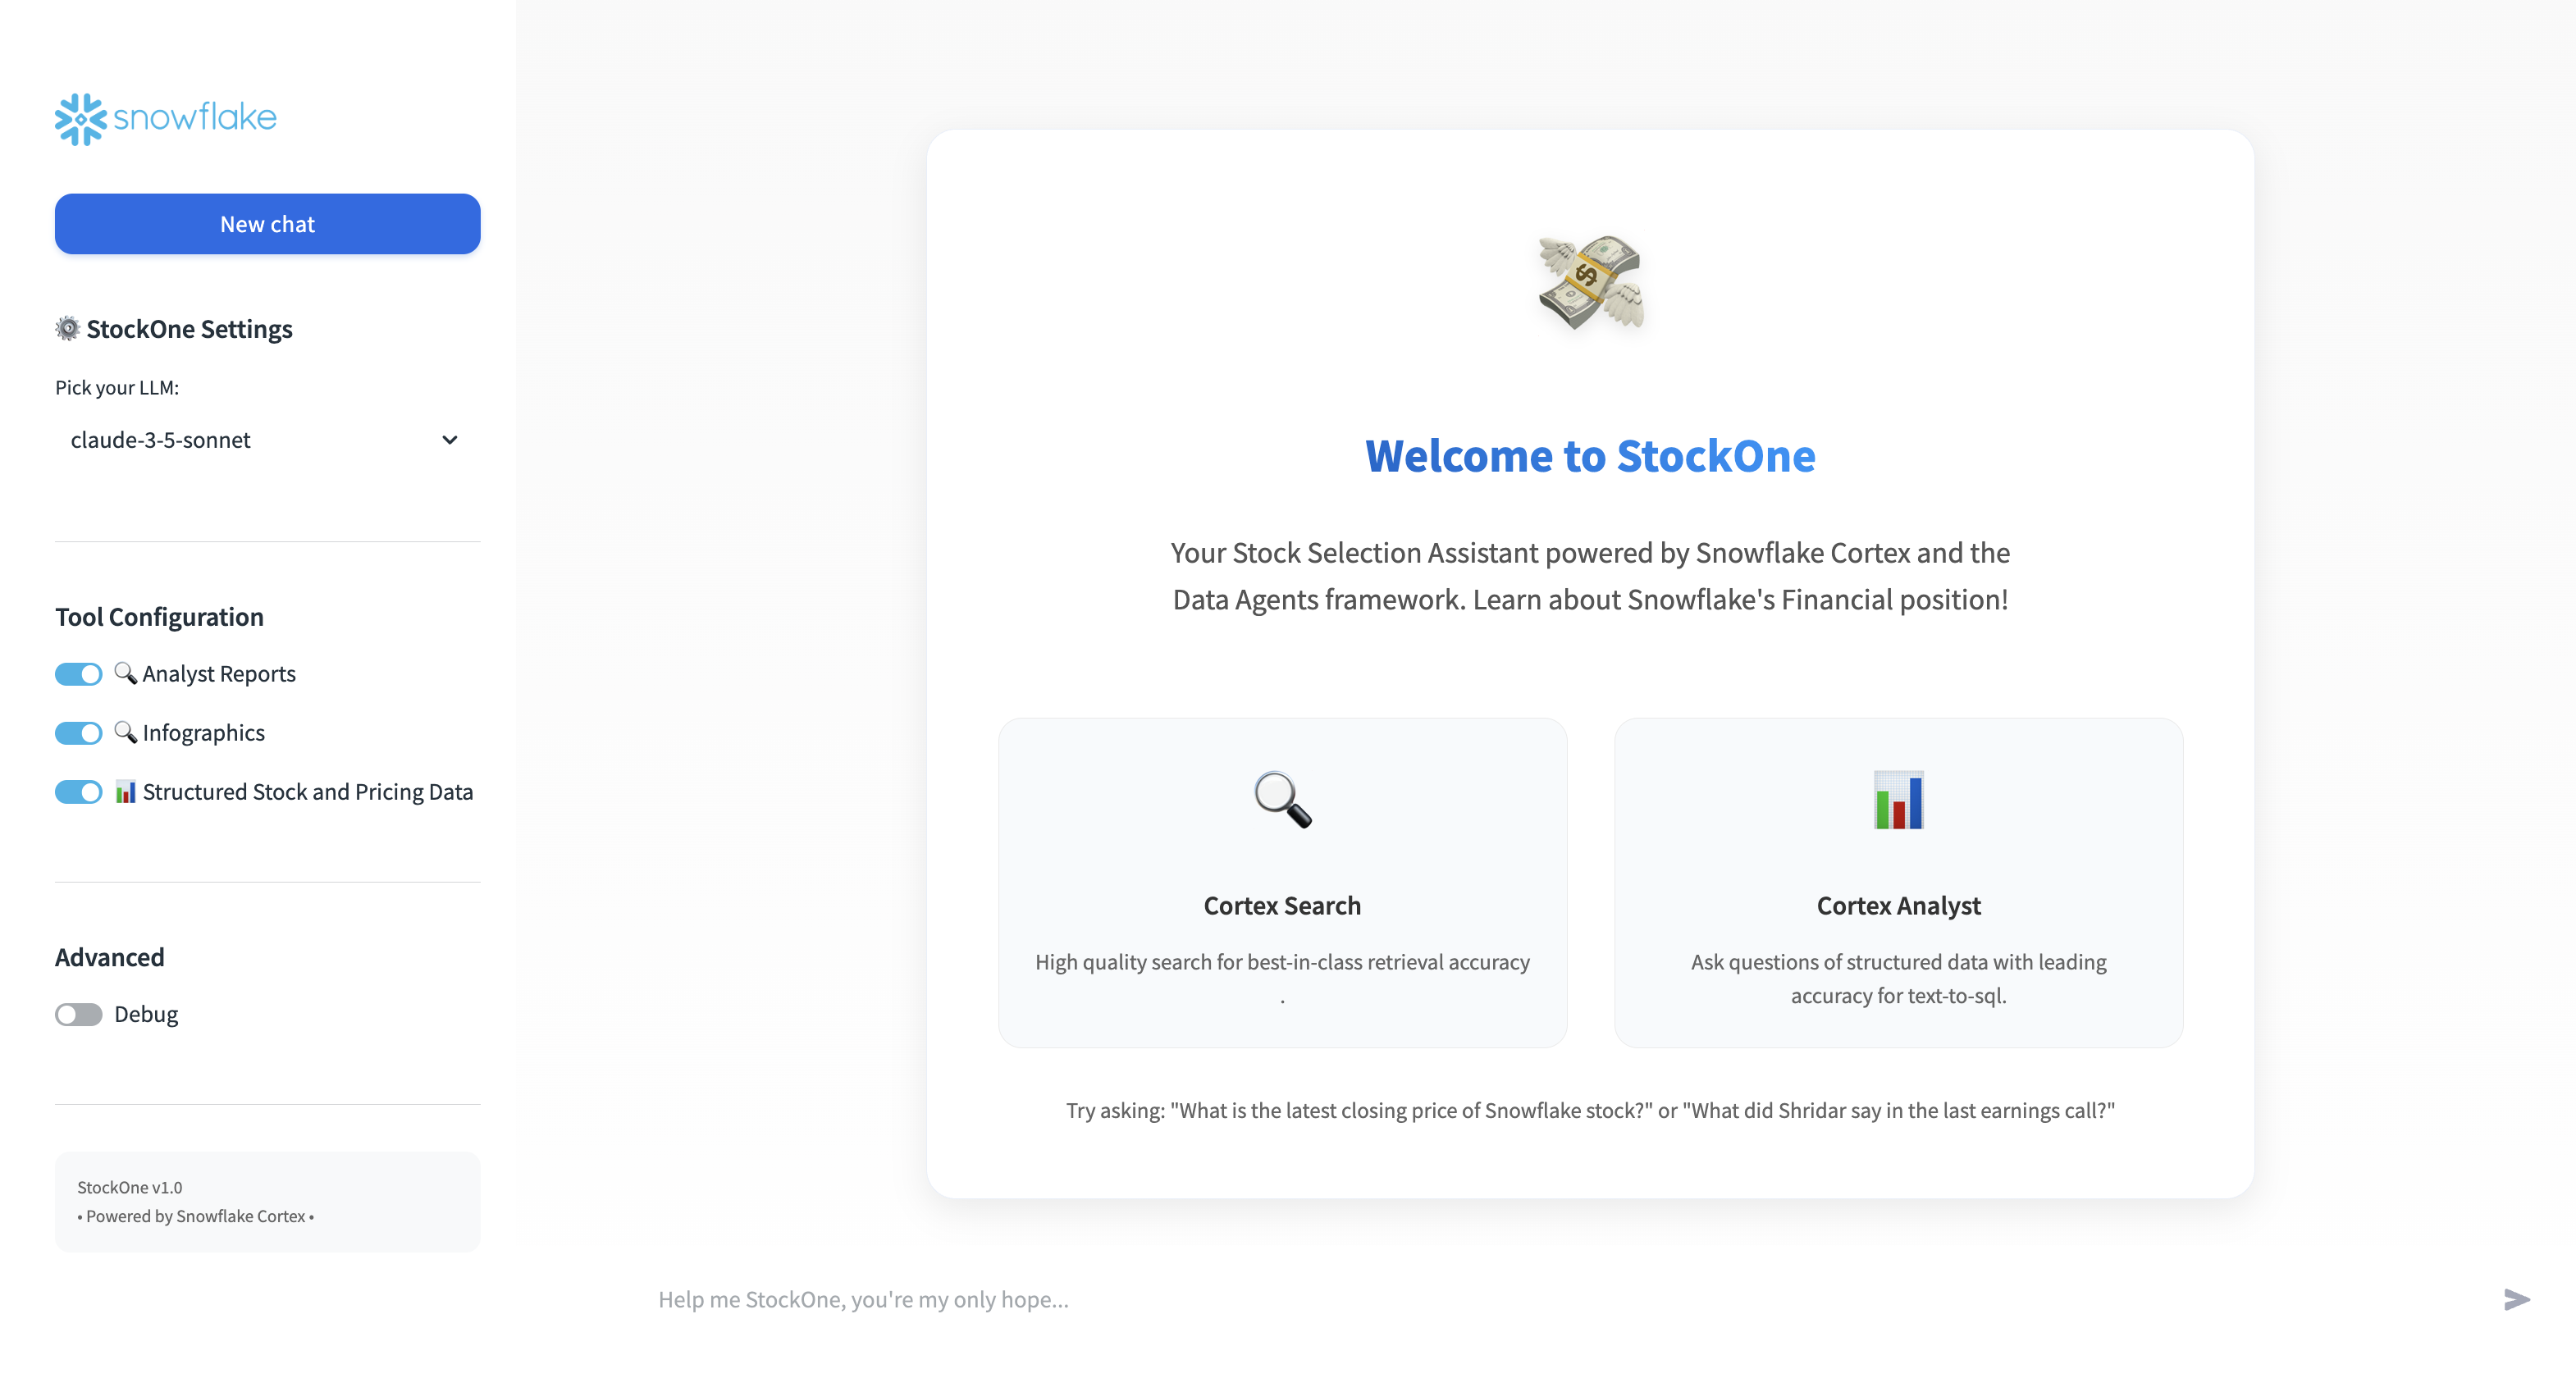 snowflake
New chat
StockOne Settings
Pick your LLM:
claude-3-5-sonnet
Tool Configuration
Analyst Reports
Infographics
Structured Stock and Pricing Data
Advanced
Debug
StockOne v1.0
• Powered by Snowflake Cortex •
Welcome to StockOne
Your Stock Selection Assistant powered by Snowflake Cortex and the
Data Agents framework. Learn about Snowflake's Financial position!
Cortex Search
High quality search for best-in-class retrieval accuracy
.
Cortex Analyst
Ask questions of structured data with leading
accuracy for text-to-sql.
Try asking: "What is the latest closing price of Snowflake stock?" or "What did Shridar say in the last earnings call?"
Help me StockOne, you're my only hope...